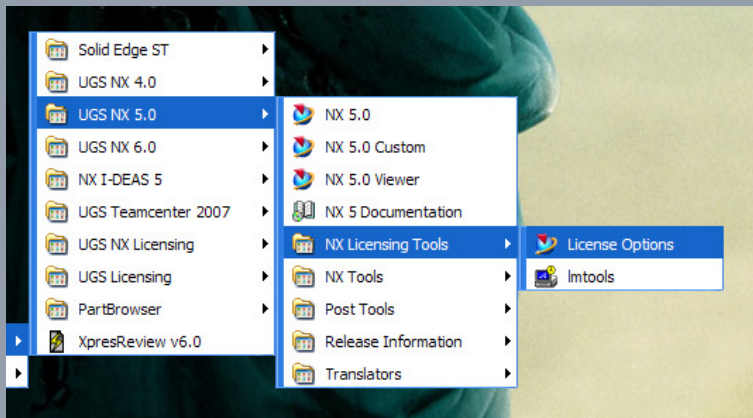 Solid Edge ST
UGS NX 4.0
UGS NX 5.0
UGS NX 6.0
NX I-DEAS 5
UGS Teamcenter 2007
UGS NX Licensing
UGS Licensing
PartBrowser
XpresReview v6.0
NX 5.0
NX 5.0 Custom
NX 5.0 Viewer
NX 5 Documentation
NX Licensing Tools
NX Tools
Post Tools
Release Information
Translators
License Options
lmtools